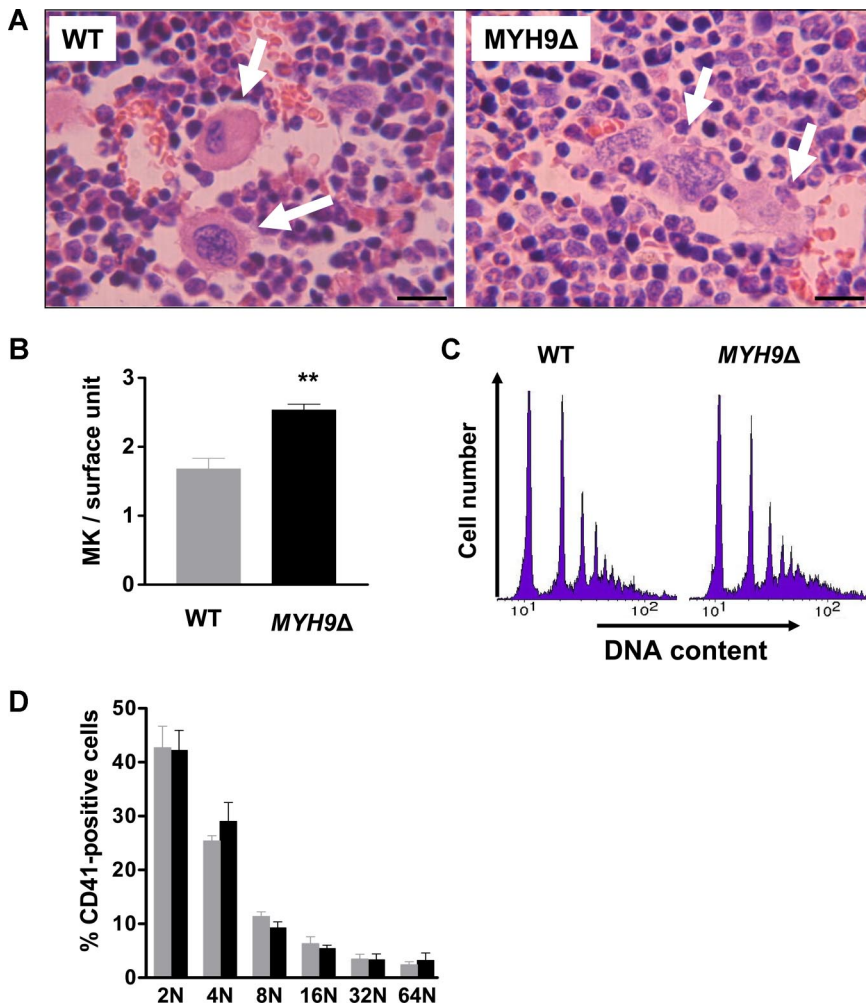 A
WT
MYH9Δ
B
MK / surface unit
3
2
1
0
**
WT
MYH9Δ
C
WT
MYH9Δ
Cell number
10¹ 10² 10¹ 10²
DNA content
D
% CD41-positive cells
50
40
30
20
10
0
2N 4N 8N 16N 32N 64N